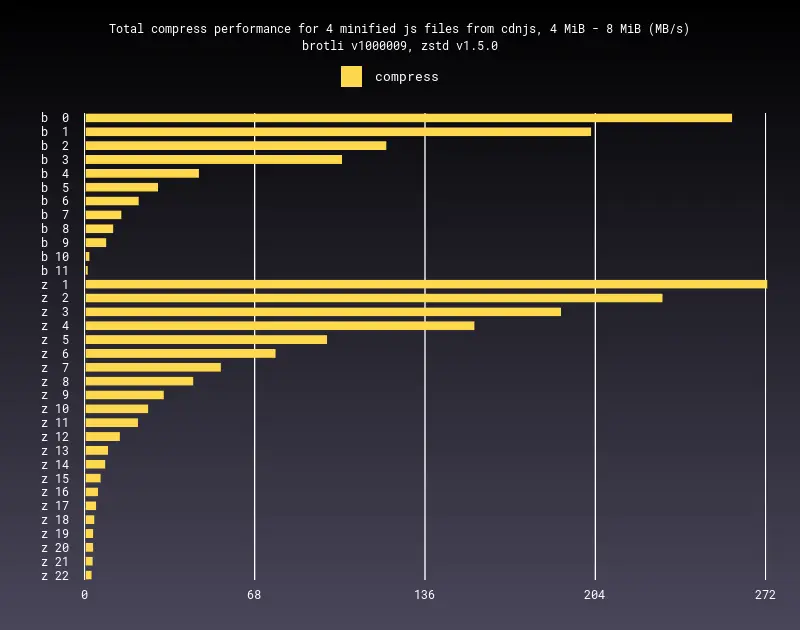 Total compress performance for 4 minified js files from cdnjs, 4 MiB - 8 MiB (MB/s)
brotli v1000009, zstd v1.5.0
compress
b 0
b 1
b 2
b 3
b 4
b 5
b 6
b 7
b 8
b 9
b 10
b 11
z 1
z 2
z 3
z 4
z 5
z 6
z 7
z 8
z 9
z 10
z 11
z 12
z 13
z 14
z 15
z 16
z 17
z 18
z 19
z 20
z 21
z 22
0 68 136 204 272